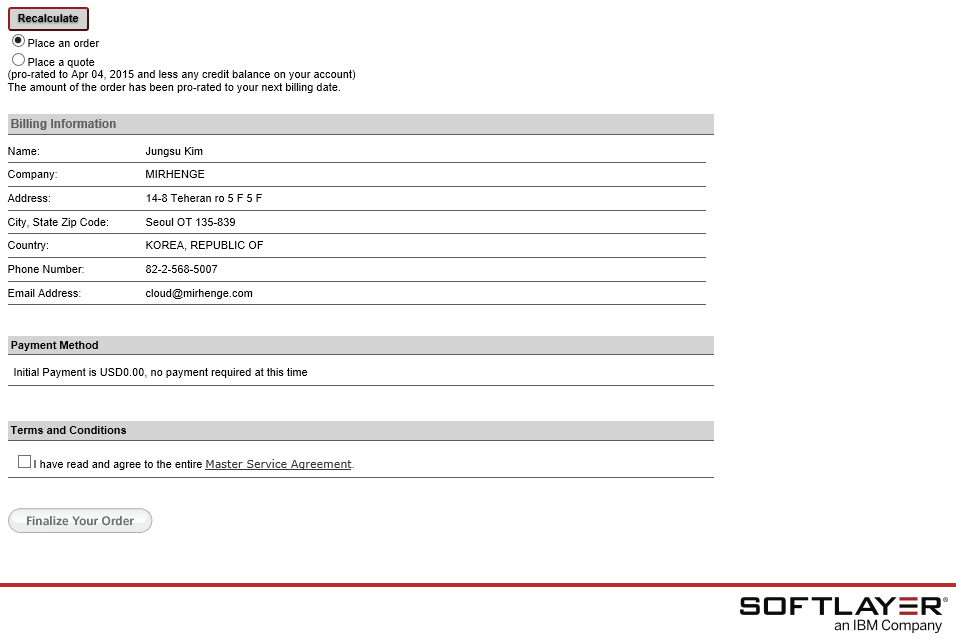 Recalculate
Place an order
Place a quote
(pro-rated to Apr 04, 2015 and less any credit balance on your account)
The amount of the order has been pro-rated to your next billing date.
Billing Information
Name: Jungsu Kim
Company: MIRHENGE
Address: 14-8 Teheran ro 5 F 5 F
City, State Zip Code: Seoul OT 135-839
Country: KOREA, REPUBLIC OF
Phone Number: 82-2-568-5007
Email Address: cloud@mirhenge.com
Payment Method
Initial Payment is USD0.00, no payment required at this time
Terms and Conditions
I have read and agree to the entire Master Service Agreement.
Finalize Your Order
SOFTLAYER®
an IBM Company